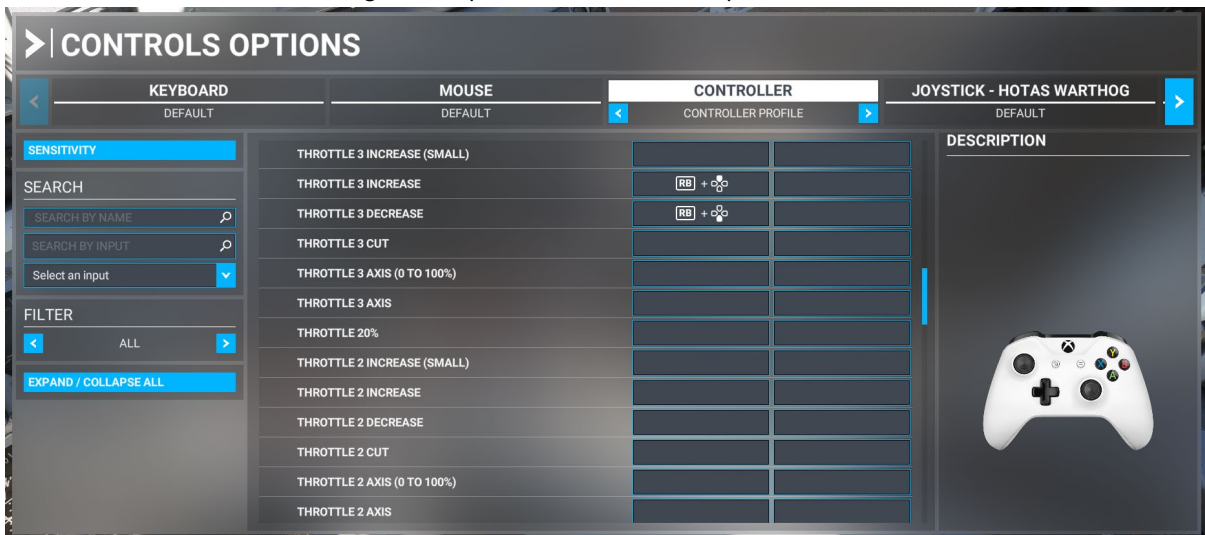 CONTROLS OPTIONS
KEYBOARD
DEFAULT
MOUSE
DEFAULT
CONTROLLER
CONTROLLER PROFILE
JOYSTICK - HOTAS WARTHOG
DEFAULT
SENSITIVITY
SEARCH
SEARCH BY NAME
SEARCH BY INPUT
Select an input
FILTER
ALL
EXPAND / COLLAPSE ALL
THROTTLE 3 INCREASE (SMALL)
THROTTLE 3 INCREASE RB +
THROTTLE 3 DECREASE RB +
THROTTLE 3 CUT
THROTTLE 3 AXIS (0 TO 100%)
THROTTLE 3 AXIS
THROTTLE 20%
THROTTLE 2 INCREASE (SMALL)
THROTTLE 2 INCREASE
THROTTLE 2 DECREASE
THROTTLE 2 CUT
THROTTLE 2 AXIS (0 TO 100%)
THROTTLE 2 AXIS
DESCRIPTION
Y
X
B
A